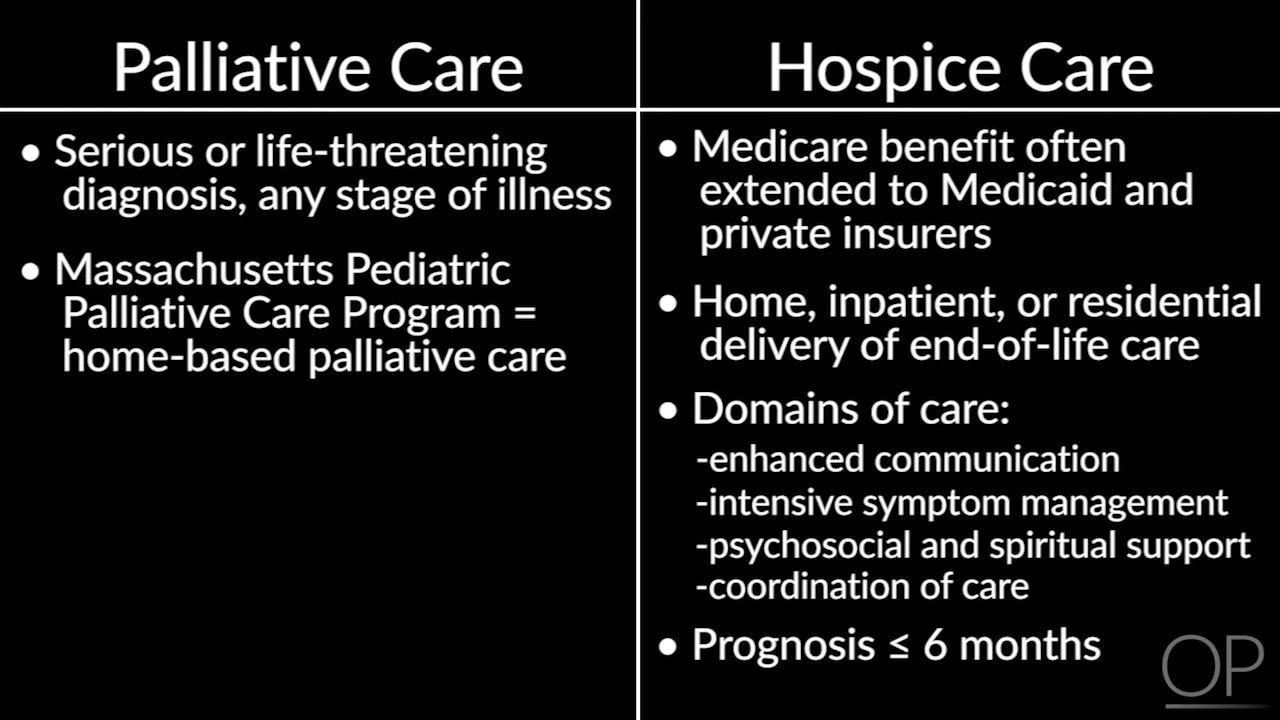 Palliative Care
• Serious or life-threatening
diagnosis, any stage of illness
• Massachusetts Pediatric
Palliative Care Program =
home-based palliative care
Hospice Care
• Medicare benefit often
extended to Medicaid and
private insurers
• Home, inpatient, or residential
delivery of end-of-life care
• Domains of care:
-enhanced communication
-intensive symptom management
-psychosocial and spiritual support
-coordination of care
• Prognosis ≤ 6 months
OP